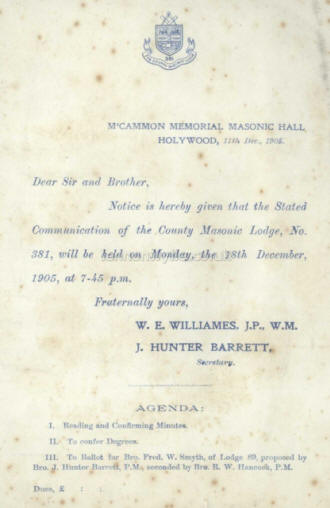 M'CAMMON MEMORIAL MASONIC HALL,
HOLYWOOD, 11th Dec., 1905.
Dear Sir and Brother,
Notice is hereby given that the Stated
Communication of the County Masonic Lodge, No.
381, will be held on Monday, the 18th December,
1905, at 7-45 p.m.
Fraternally yours,
W. E. WILLIAMES, J.P., W.M.
J. HUNTER BARRETT,
Secretary.
AGENDA:
I. Reading and Confirming Minutes.
II. To confer Degrees.
III. To Ballot for Bro. Fred. W. Smyth, of Lodge 89, proposed by
Bro. J. Hunter Barrett, P.M., seconded by Bro. R. W. Hancock, P.M.
Dues, £ : :